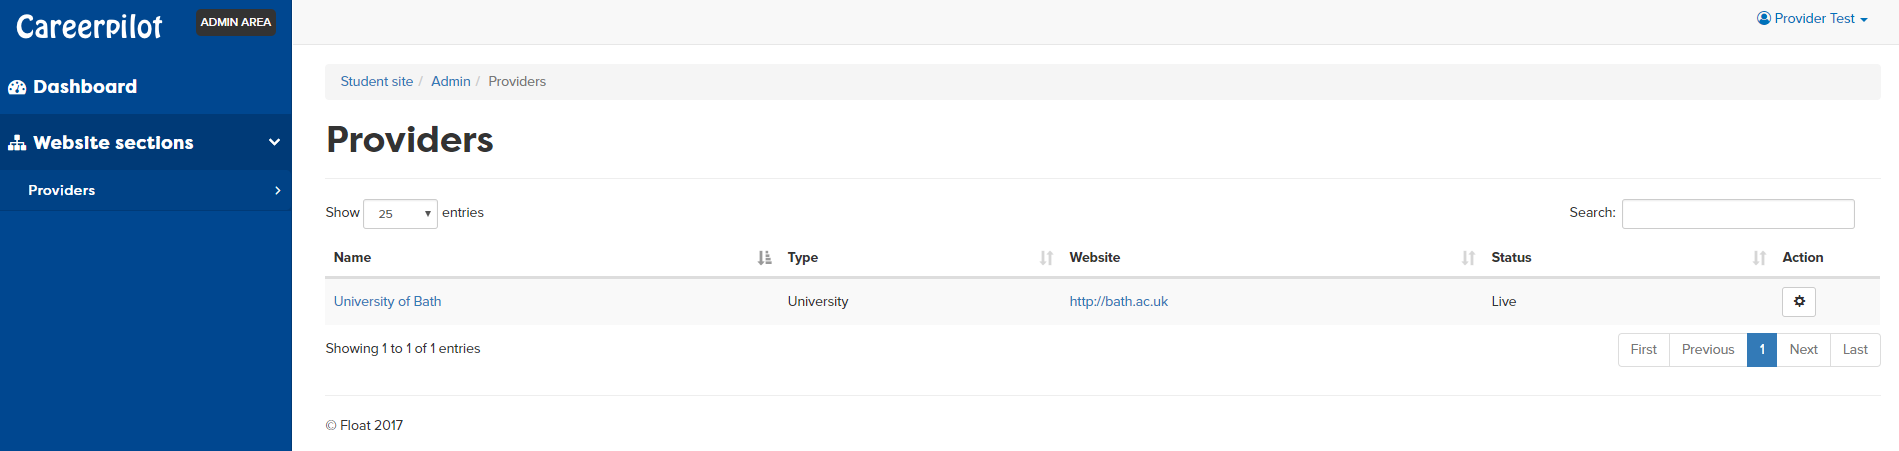 Careerpilot ADMIN AREA
Provider Test
Dashboard
Website sections
Providers
Student site / Admin / Providers
Providers
Show 25 entries
Search:
Name Type Website Status Action
University of Bath University http://bath.ac.uk Live
Showing 1 to 1 of 1 entries
First Previous 1 Next Last
© Float 2017